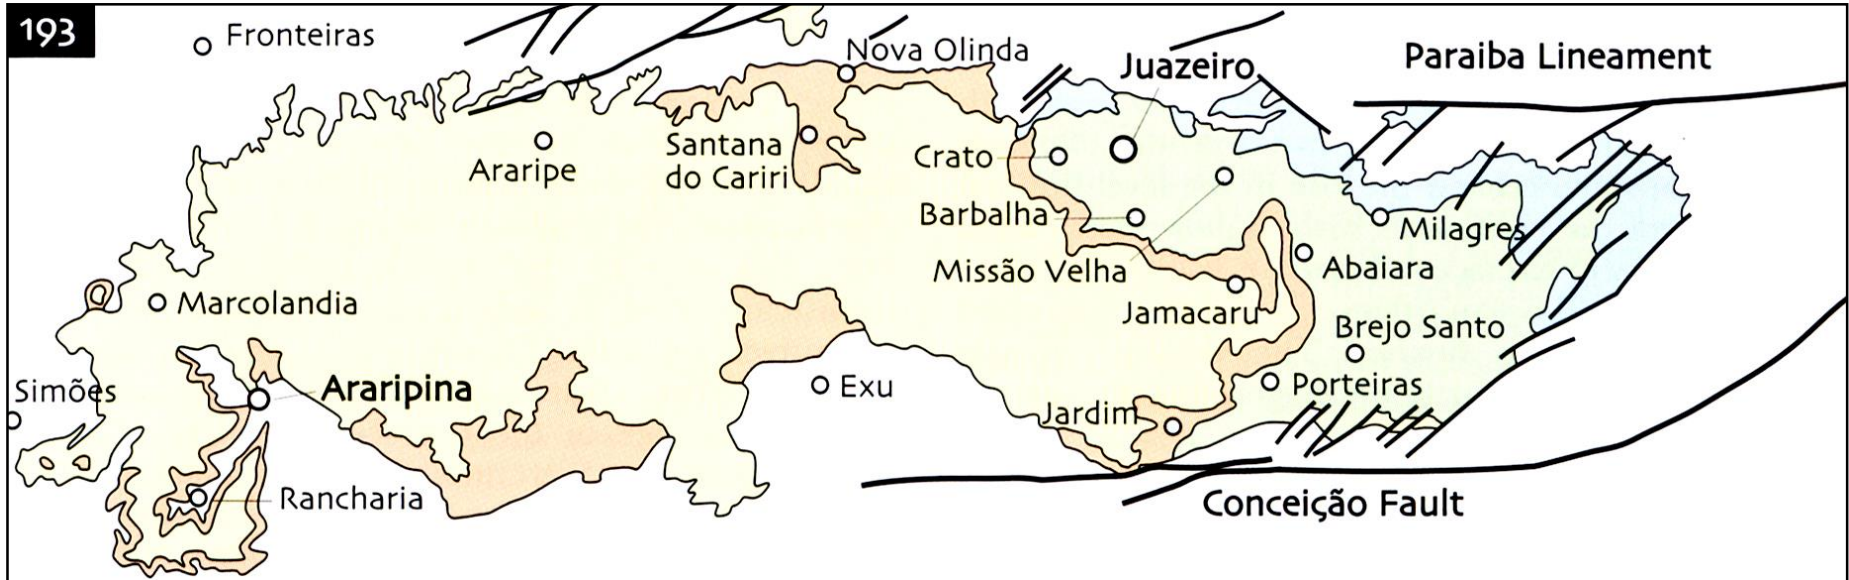 193
Fronteiras
Nova Olinda
Juazeiro
Paraiba Lineament
Araripe
Santana
do Cariri
Crato
Barbalha
Milagres
Missão Velha
Abaiara
Marcolandia
Jamacaru
Brejo Santo
Simões
Araripina
Exu
Porteiras
Jardim
Rancharia
Conceição Fault